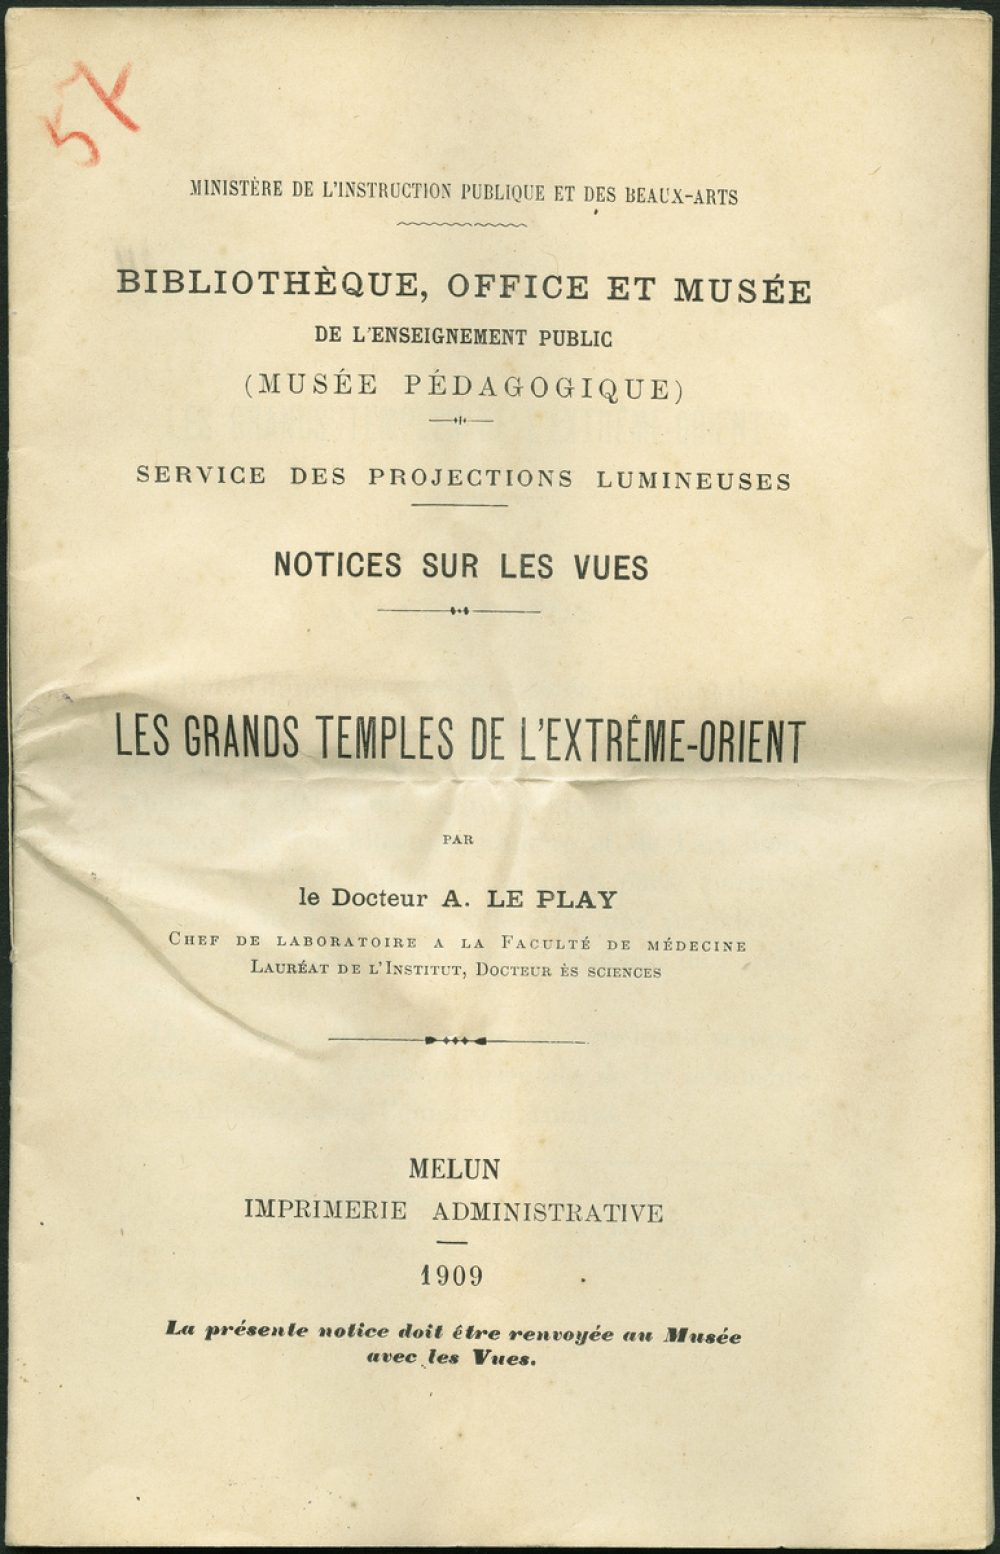 MINISTÈRE DE L'INSTRUCTION PUBLIQUE ET DES BEAUX-ARTS
BIBLIOTHÈQUE, OFFICE ET MUSÉE
DE L'ENSEIGNEMENT PUBLIC
(MUSÉE PÉDAGOGIQUE)
SERVICE DES PROJECTIONS LUMINEUSES
NOTICES SUR LES VUES
LES GRANDS TEMPLES DE L'EXTRÊME-ORIENT
PAR
le Docteur A. LE PLAY
CHEF DE LABORATOIRE A LA FACULTÉ DE MÉDECINE
LAURÉAT DE L'INSTITUT, DOCTEUR ÈS SCIENCES
MELUN
IMPRIMERIE ADMINISTRATIVE
1909
La présente notice doit être renvoyée au Musée
avec les Vues.